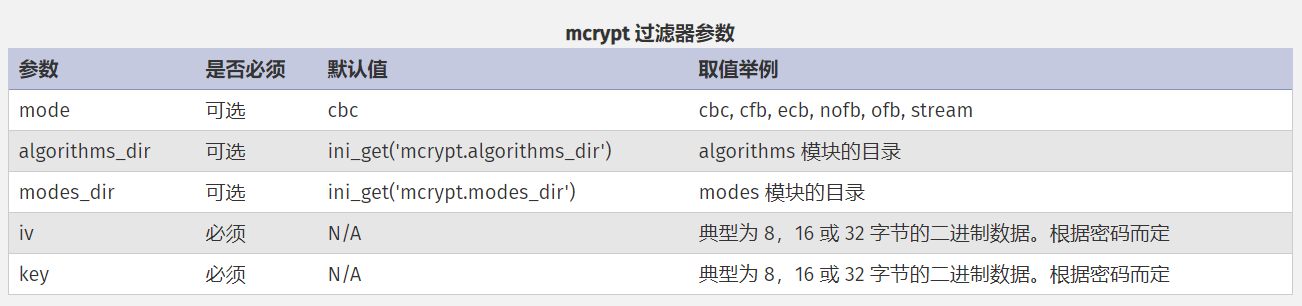 mcrypt 过滤器参数
参数 是否必须 默认值 取值举例
mode 可选 cbc cbc, cfb, ecb, nofb, ofb, stream
algorithms_dir 可选 ini_get('mcrypt.algorithms_dir') algorithms 模块的目录
modes_dir 可选 ini_get('mcrypt.modes_dir') modes 模块的目录
iv 必须 N/A 典型为 8，16 或 32 字节的二进制数据。根据密码而定
key 必须 N/A 典型为 8，16 或 32 字节的二进制数据。根据密码而定